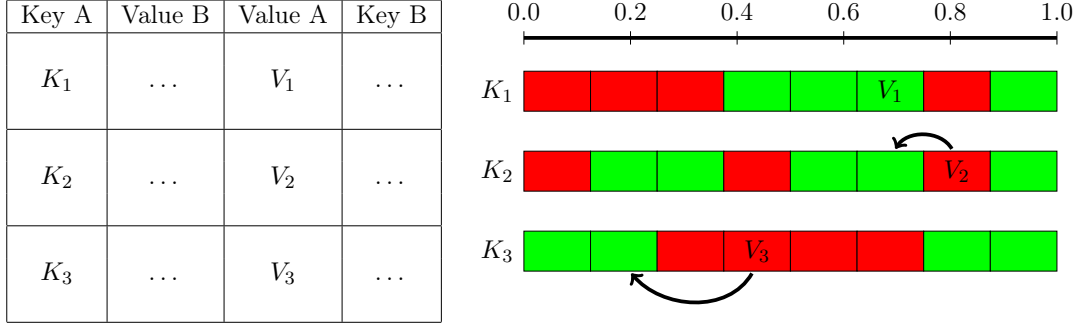 Key A Value B Value A Key B
K1 ... V1 ...
K2 ... V2 ...
K3 ... V3 ...
0.0 0.2 0.4 0.6 0.8 1.0
K1 V1
K2 V2
K3 V3